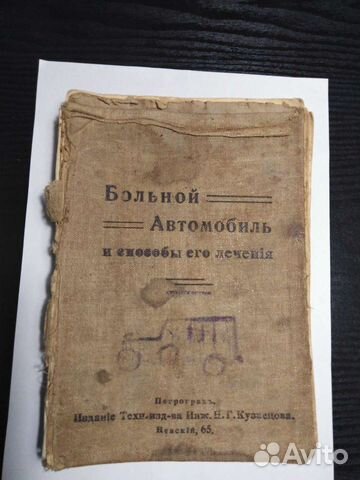 Больной
Автомобиль
и способы его леченія
Петроградъ.
Изданіе Техн.изд-ва Инж. Н. Г. Кузнецова.
Невскій, 65.
Avito